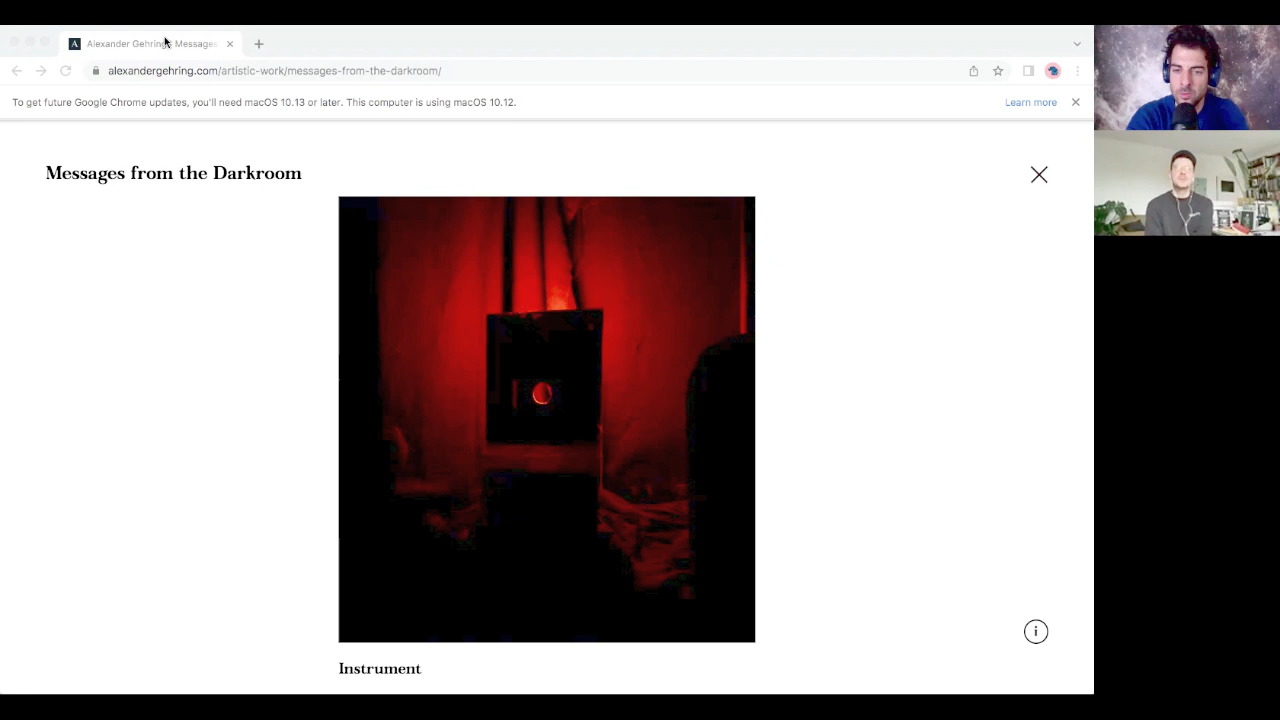 A Alexander Gehring: Messages
alexandergehring.com/artistic-work/messages-from-the-darkroom/
To get future Google Chrome updates, you'll need macOS 10.13 or later. This computer is using macOS 10.12.
Learn more
Messages from the Darkroom
i
Instrument